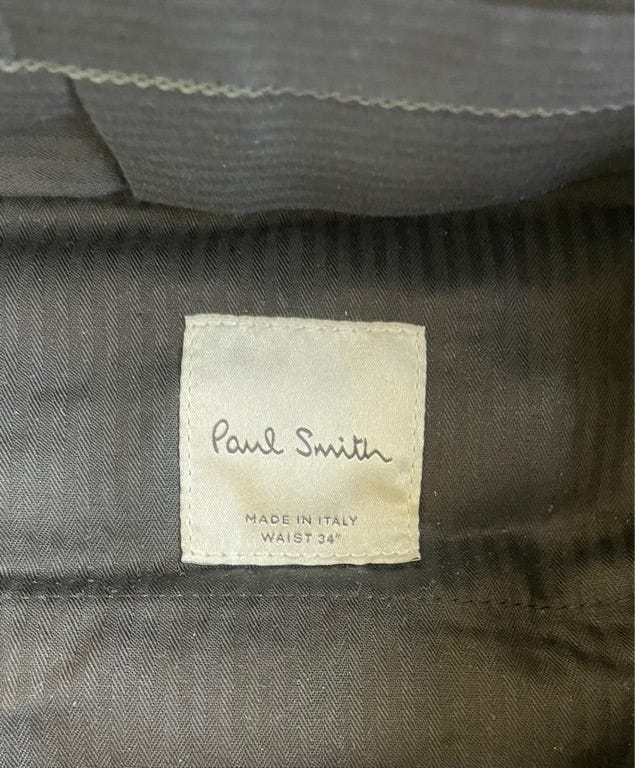 Paul Smith
MADE IN ITALY
WAIST 34"